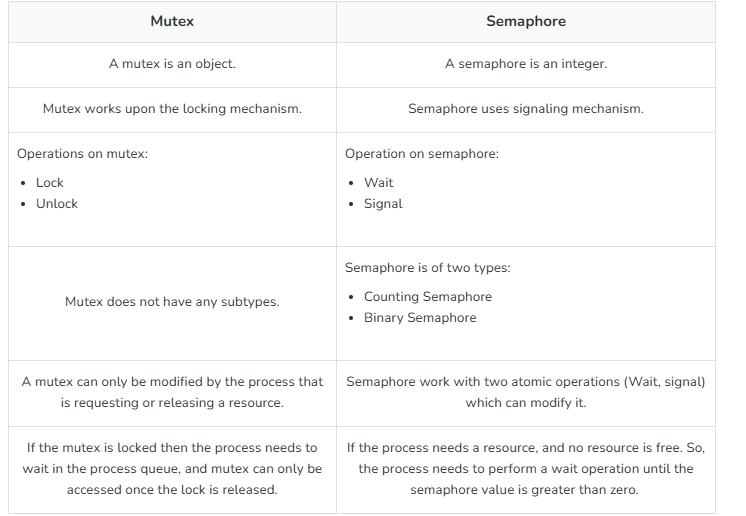 Mutex
Semaphore
A mutex is an object.
A semaphore is an integer.
Mutex works upon the locking mechanism.
Semaphore uses signaling mechanism.
Operations on mutex:
• Lock
• Unlock
Operation on semaphore:
• Wait
• Signal
Mutex does not have any subtypes.
Semaphore is of two types:
• Counting Semaphore
• Binary Semaphore
A mutex can only be modified by the process that
is requesting or releasing a resource.
Semaphore work with two atomic operations (Wait, signal)
which can modify it.
If the mutex is locked then the process needs to
wait in the process queue, and mutex can only be
accessed once the lock is released.
If the process needs a resource, and no resource is free. So,
the process needs to perform a wait operation until the
semaphore value is greater than zero.